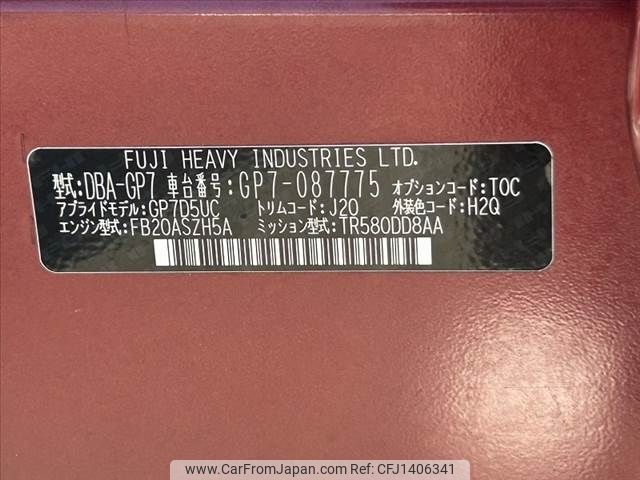 FUJI HEAVY INDUSTRIES LTD.
型式:DBA-GP7 車台番号:GP7-087775 オプションコード:TOC
アプライドモデル:GP7D5UC トリムコード:J20 外装色コード:H2Q
エンジン型式:FB20ASZH5A ミッション型式:TR580DD8AA
car from japan
www.carfromjapan.com - CFJ1406341